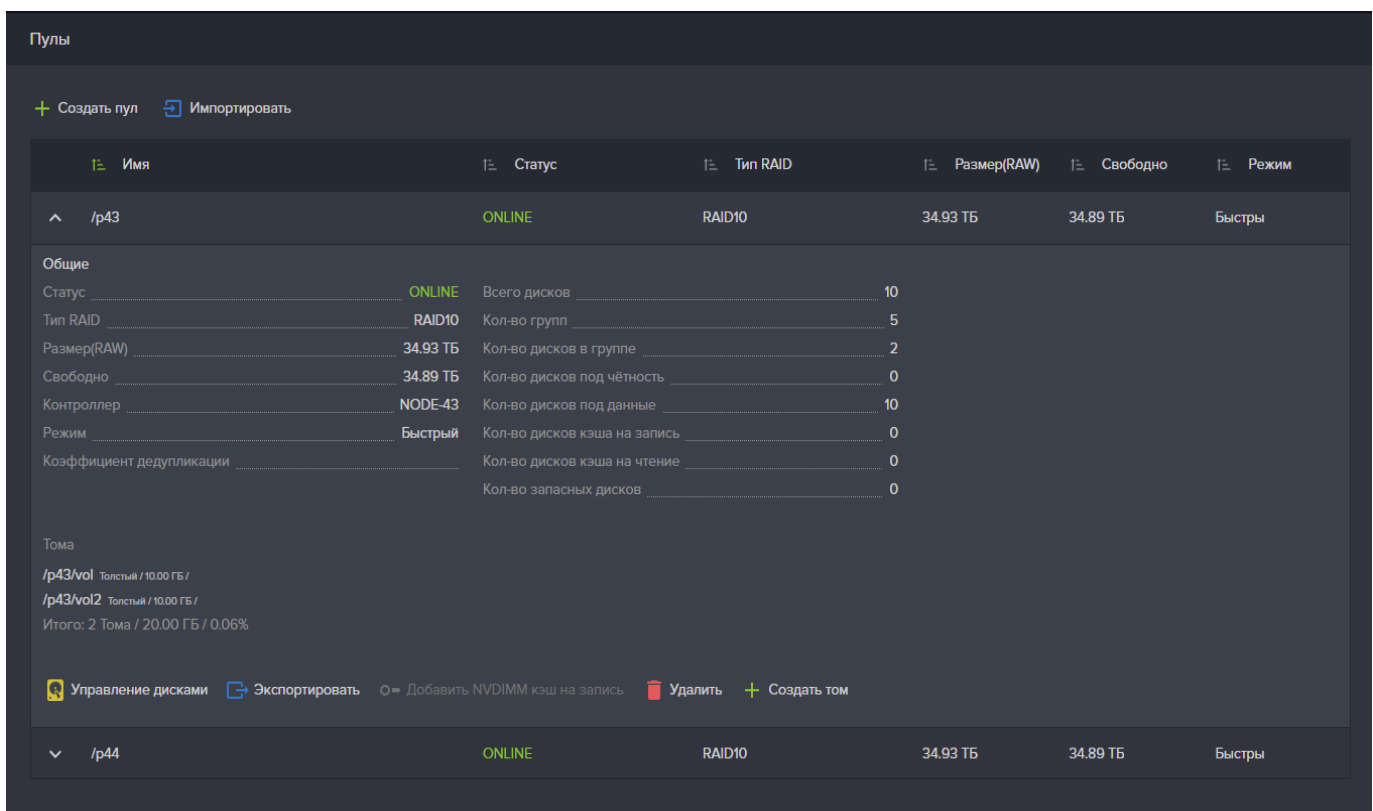 Пулы
Создать пул Импортировать
Имя Статус Тип RAID Размер(RAW) Свободно Режим
/p43 ONLINE RAID10 34.93 ТБ 34.89 ТБ Быстры
Общие
Статус ONLINE Всего дисков 10
Тип RAID RAID10 Кол-во групп 5
Размер(RAW) 34.93 ТБ Кол-во дисков в группе 2
Свободно 34.89 ТБ Кол-во дисков под чётность 0
Контроллер NODE-43 Кол-во дисков под данные 10
Режим Быстрый Кол-во дисков кэша на запись 0
Коэффициент дедупликации Кол-во дисков кэша на чтение 0
Кол-во запасных дисков 0
Тома
/p43/vol Толстый / 10.00 ГБ /
/p43/vol2 Толстый / 10.00 ГБ /
Итого: 2 Тома / 20.00 ГБ / 0.06%
Управление дисками Экспортировать Добавить NVDIMM кэш на запись Удалить Создать том
/p44 ONLINE RAID10 34.93 ТБ 34.89 ТБ Быстры